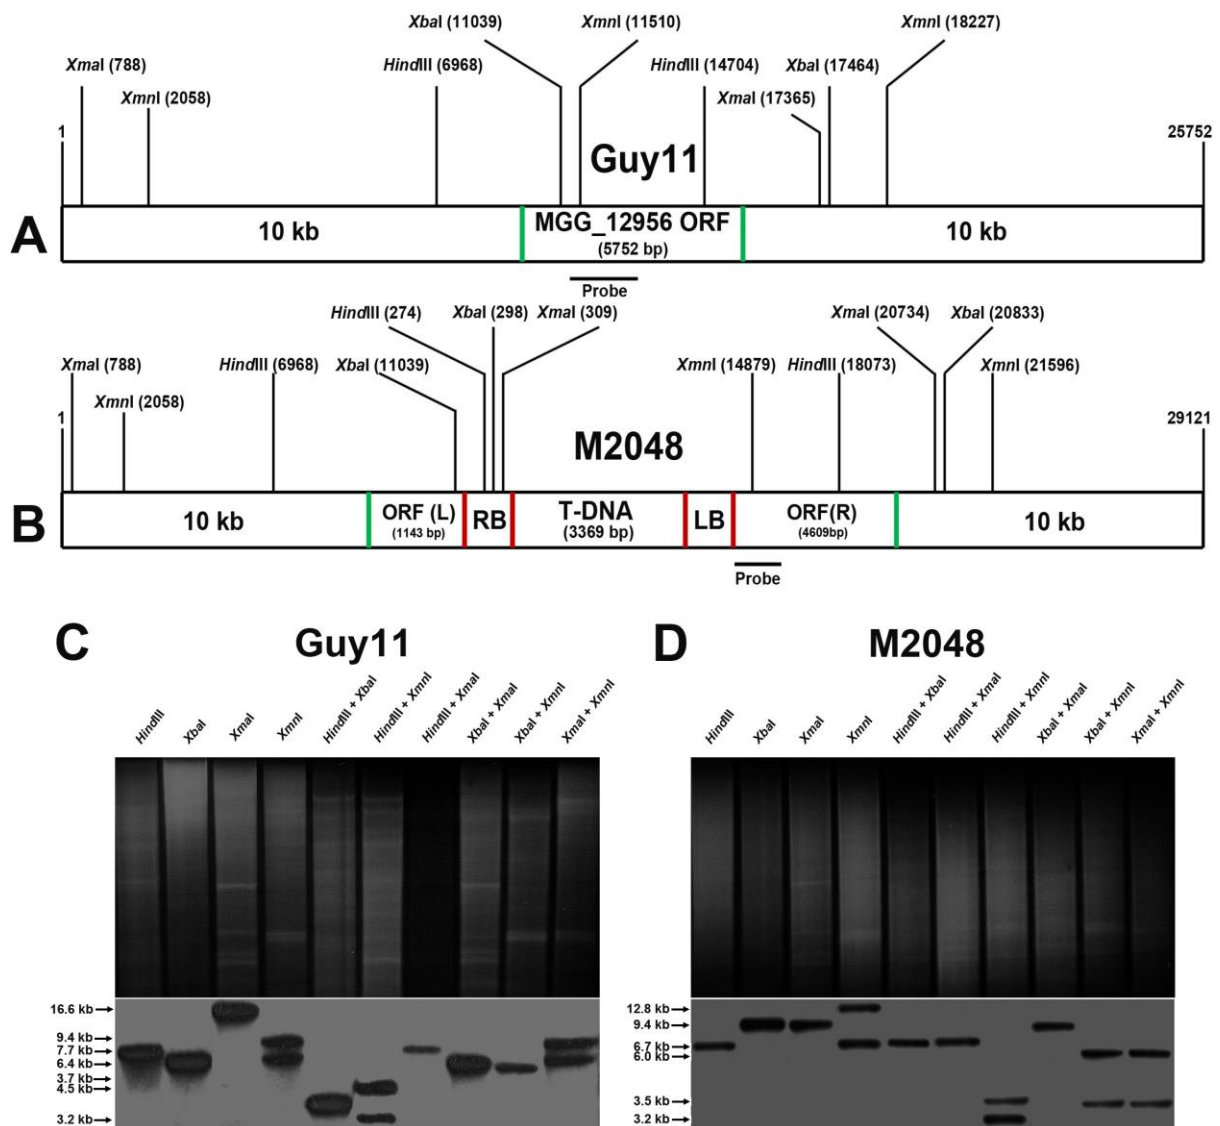 XbaI (11039) XmnI (11510) XmnI (18227)
XmaI (788) HindIII (6968) HindIII (14704) XbaI (17464)
XmnI (2058) XmaI (17365)
1 25752
Guy11
A
10 kb MGG_12956 ORF 10 kb
(5752 bp)
Probe
HindIII (274) XbaI (298) XmaI (309) XmaI (20734) XbaI (20833)
XmaI (788) HindIII (6968) XbaI (11039) XmnI (14879) HindIII (18073) XmnI (21596)
XmnI (2058)
1 29121
M2048
B
10 kb ORF (L) RB T-DNA LB ORF(R) 10 kb
(1143 bp) (3369 bp) (4609bp)
Probe
C Guy11
HindIII XbaI XmaI XmnI HindIII + XbaI HindIII + XmnI HindIII + XmaI XbaI + XmaI XbaI + XmnI XmaI + XmnI
16.6 kb
9.4 kb
7.7 kb
6.4 kb
3.7 kb
4.5 kb
3.2 kb
D M2048
HindIII XbaI XmaI XmnI HindIII + XbaI HindIII + XmaI HindIII + XmnI XbaI + XmaI XbaI + XmnI XmaI + XmnI
12.8 kb
9.4 kb
6.7 kb
6.0 kb
3.5 kb
3.2 kb